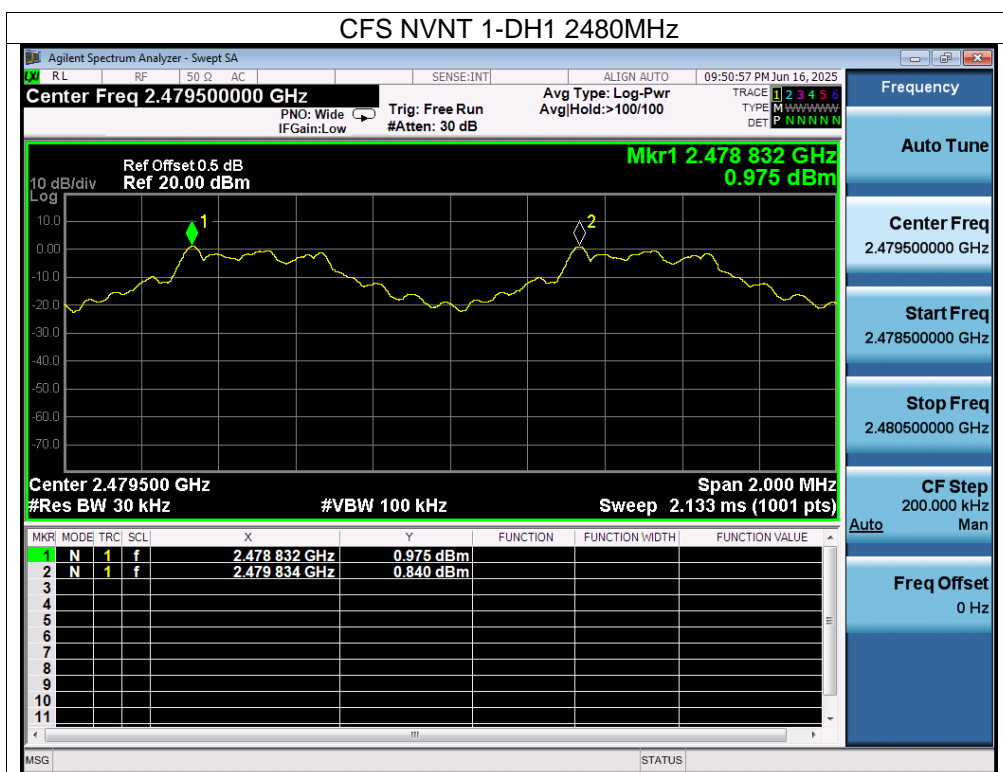 CFS NVNT 1-DH1 2480MHz
Agilent Spectrum Analyzer - Swept SA
LXI RL RF 50 Ω AC SENSE:INT ALIGN AUTO 09:50:57 PM Jun 16, 2025
Center Freq 2.479500000 GHz
PNO: Wide
IFGain:Low
Trig: Free Run
#Atten: 30 dB
Avg Type: Log-Pwr
Avg|Hold:>100/100
TRACE 1 2 3 4 5 6
TYPE M WWWWW
DET P N N N N N
Mkr1 2.478 832 GHz
0.975 dBm
Ref Offset 0.5 dB
10 dB/div Ref 20.00 dBm
Log
10.0
0.00
-10.0
-20.0
-30.0
-40.0
-50.0
-60.0
-70.0
1
2
Center 2.479500 GHz Span 2.000 MHz
#Res BW 30 kHz #VBW 100 kHz Sweep 2.133 ms (1001 pts)
MKR MODE TRC SCL X Y FUNCTION FUNCTION WIDTH FUNCTION VALUE
1 N 1 f 2.478 832 GHz 0.975 dBm
2 N 1 f 2.479 834 GHz 0.840 dBm
3
4
5
6
7
8
9
10
11
MSG STATUS
Frequency
Auto Tune
Center Freq
2.479500000 GHz
Start Freq
2.478500000 GHz
Stop Freq
2.480500000 GHz
CF Step
200.000 kHz
Auto Man
Freq Offset
0 Hz